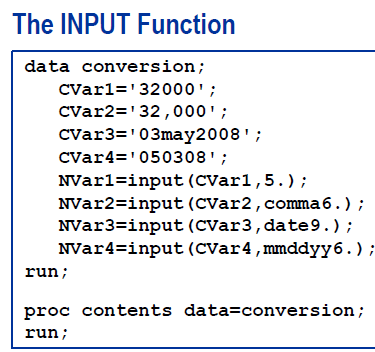 The INPUT Function
data conversion;
CVar1='32000';
CVar2='32,000';
CVar3='03may2008';
CVar4='050308';
NVar1=input(CVar1,5.);
NVar2=input(CVar2,comma6.);
NVar3=input(CVar3,date9.);
NVar4=input(CVar4,mmddyy6.);
run;
proc contents data=conversion;
run;